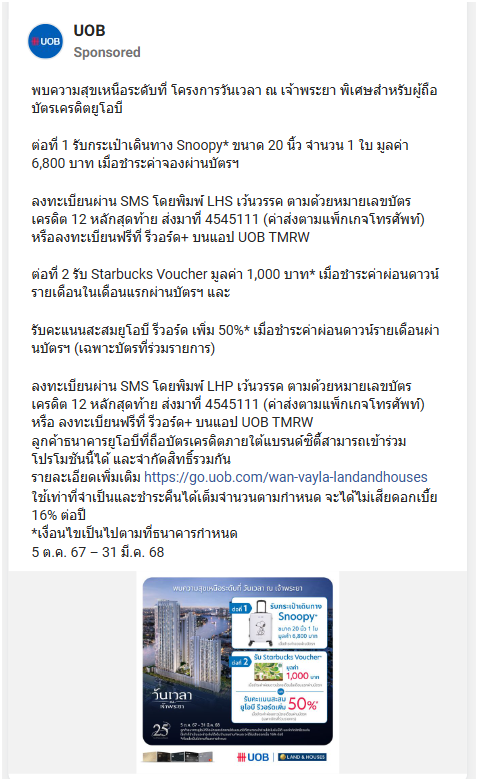 UOB
UOB
Sponsored
พบความสุขเหนือระดับที่ โครงการวันเวลา ณ เจ้าพระยา พิเศษสำหรับผู้ถือ
บัตรเครดิตยูโอบี
ต่อที่ 1 รับกระเป๋าเดินทาง Snoopy* ขนาด 20 นิ้ว จำนวน 1 ใบ มูลค่า
6,800 บาท เมื่อชำระค่าจองผ่านบัตรฯ
ลงทะเบียนผ่าน SMS โดยพิมพ์ LHS เว้นวรรค ตามด้วยหมายเลขบัตร
เครดิต 12 หลักสุดท้าย ส่งมาที่ 4545111 (ค่าส่งตามแพ็กเกจโทรศัพท์)
หรือลงทะเบียนฟรีที่ รีวอร์ด+ บนแอป UOB TMRW
ต่อที่ 2 รับ Starbucks Voucher มูลค่า 1,000 บาท* เมื่อชำระค่าผ่อนดาวน์
รายเดือนในเดือนแรกผ่านบัตรฯ และ
รับคะแนนสะสมยูโอบี รีวอร์ด เพิ่ม 50%* เมื่อชำระค่าผ่อนดาวน์รายเดือนผ่า
นบัตรฯ (เฉพาะบัตรที่ร่วมรายการ)
ลงทะเบียนผ่าน SMS โดยพิมพ์ LHP เว้นวรรค ตามด้วยหมายเลขบัตร
เครดิต 12 หลักสุดท้าย ส่งมาที่ 4545111 (ค่าส่งตามแพ็กเกจโทรศัพท์)
หรือ ลงทะเบียนฟรีที่ รีวอร์ด+ บนแอป UOB TMRW
ลูกค้าธนาคารยูโอบีที่ถือบัตรเครดิตภายใต้แบรนด์ซิตี้สามารถเข้าร่วม
โปรโมชันนี้ได้ และจำกัดสิทธิ์รวมกัน
รายละเอียดเพิ่มเติม https://go.uob.com/wan-vayla-landandhouses
ใช้เท่าที่จำเป็นและชำระคืนได้เต็มจำนวนตามกำหนด จะได้ไม่เสียดอกเบี้ย
16% ต่อปี
*เงื่อนไขเป็นไปตามที่ธนาคารกำหนด
5 ต.ค. 67 – 31 มี.ค. 68
พบความสุขเหนือระดับที่ วันเวลา ณ เจ้าพระยา
ต่อที่ 1
รับกระเป๋าเดินทาง
Snoopy*
ขนาด 20 นิ้ว 1 ใบ
มูลค่า 6,800 บาท
ต่อที่ 2
รับ Starbucks Voucher*
มูลค่า
1,000 บาท
รับคะแนนสะสม
ยูโอบี รีวอร์ดเพิ่ม
50%*
วันเวลา
ณ เจ้าพระยา
25
5 ต.ค. 67 – 31 มี.ค. 68
UOB
LAND & HOUSES